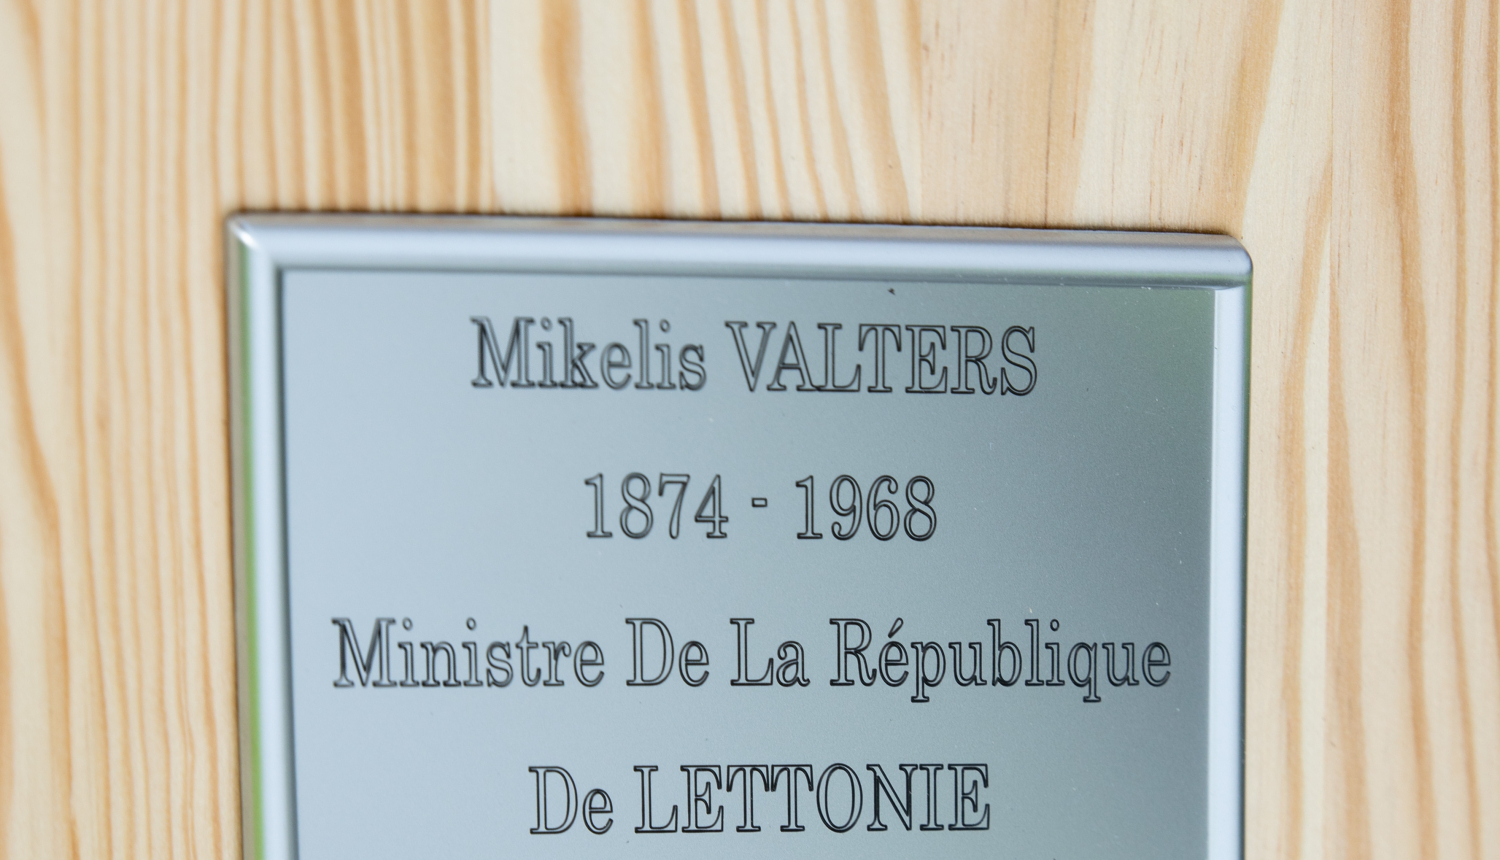 Mikelis VALTERS
1874 - 1968
Ministre De La République
De LETTONIE